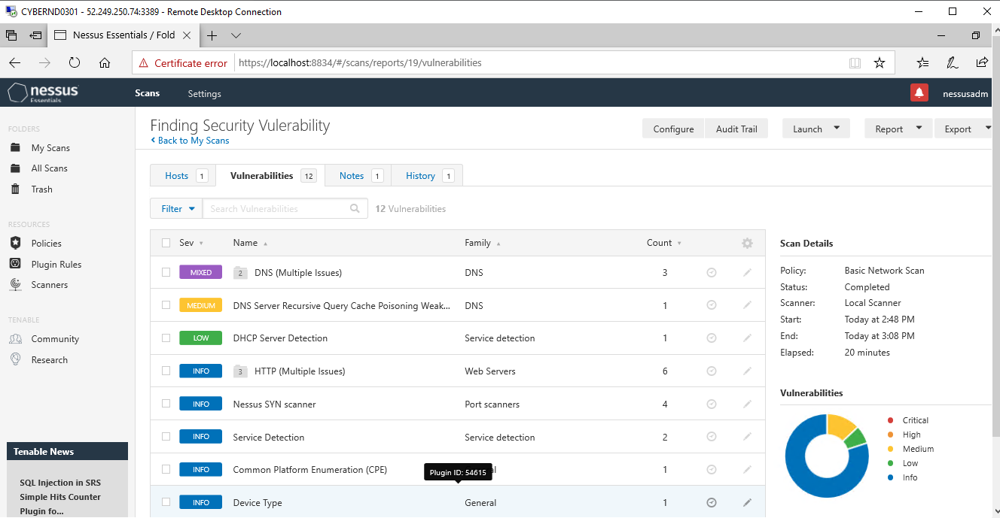 CYBERND0301 - 52.249.250.74:3389 - Remote Desktop Connection
Nessus Essentials / Fold
Certificate error
https://localhost:8834/#/scans/reports/19/vulnerabilities
nessus
Essentials
Scans
Settings
nessusadm
FOLDERS
My Scans
All Scans
Trash
RESOURCES
Policies
Plugin Rules
Scanners
TENABLE
Community
Research
Tenable News
SQL Injection in SRS
Simple Hits Counter
Plugin fo...
Finding Security Vulerability
Back to My Scans
Configure
Audit Trail
Launch
Report
Export
Hosts 1
Vulnerabilities 12
Notes 1
History 1
Filter
Search Vulnerabilities
12 Vulnerabilities
Sev Name Family Count
MIXED 2 DNS (Multiple Issues) DNS 3
MEDIUM DNS Server Recursive Query Cache Poisoning Weak... DNS 1
LOW DHCP Server Detection Service detection 1
INFO 3 HTTP (Multiple Issues) Web Servers 6
INFO Nessus SYN scanner Port scanners 4
INFO Service Detection Service detection 2
INFO Common Platform Enumeration (CPE) 1
Plugin ID: 54615
INFO Device Type General 1
Scan Details
Policy: Basic Network Scan
Status: Completed
Scanner: Local Scanner
Start: Today at 2:48 PM
End: Today at 3:08 PM
Elapsed: 20 minutes
Vulnerabilities
Critical
High
Medium
Low
Info